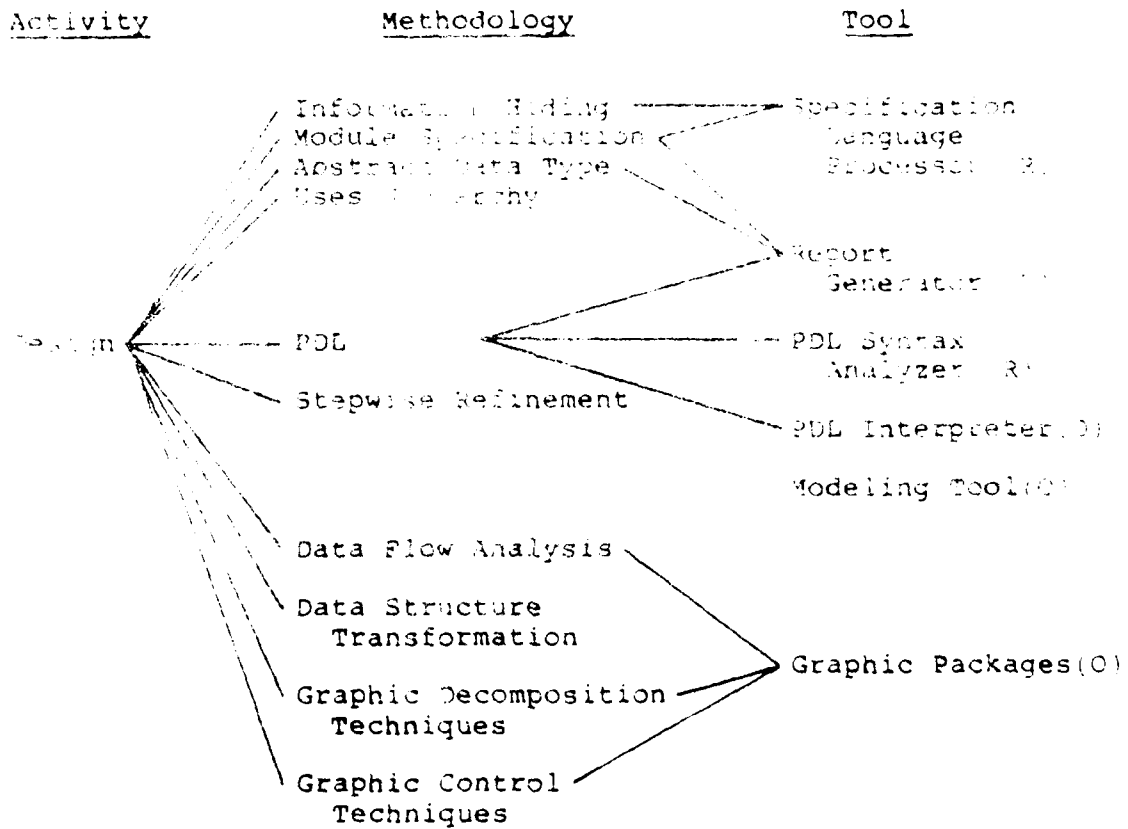 Activity Methodology Tool
Information Hiding Specification
Module Specification Language
Abstract Data Type Processor (R)
Uses Hierarchy
Report
Generator
Design PDL PDL Syntax
Analyzer (R)
Stepwise Refinement
PDL Interpreter(O)
Modeling Tool(O)
Data Flow Analysis
Data Structure
Transformation
Graphic Packages(O)
Graphic Decomposition
Techniques
Graphic Control
Techniques